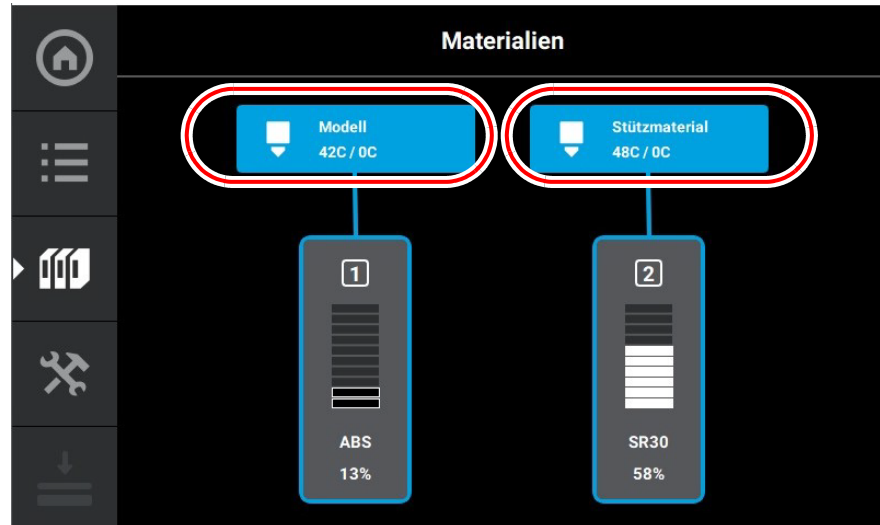 Materialien
Modell
42C / 0C
Stützmaterial
48C / 0C
1
2
ABS
13%
SR30
58%